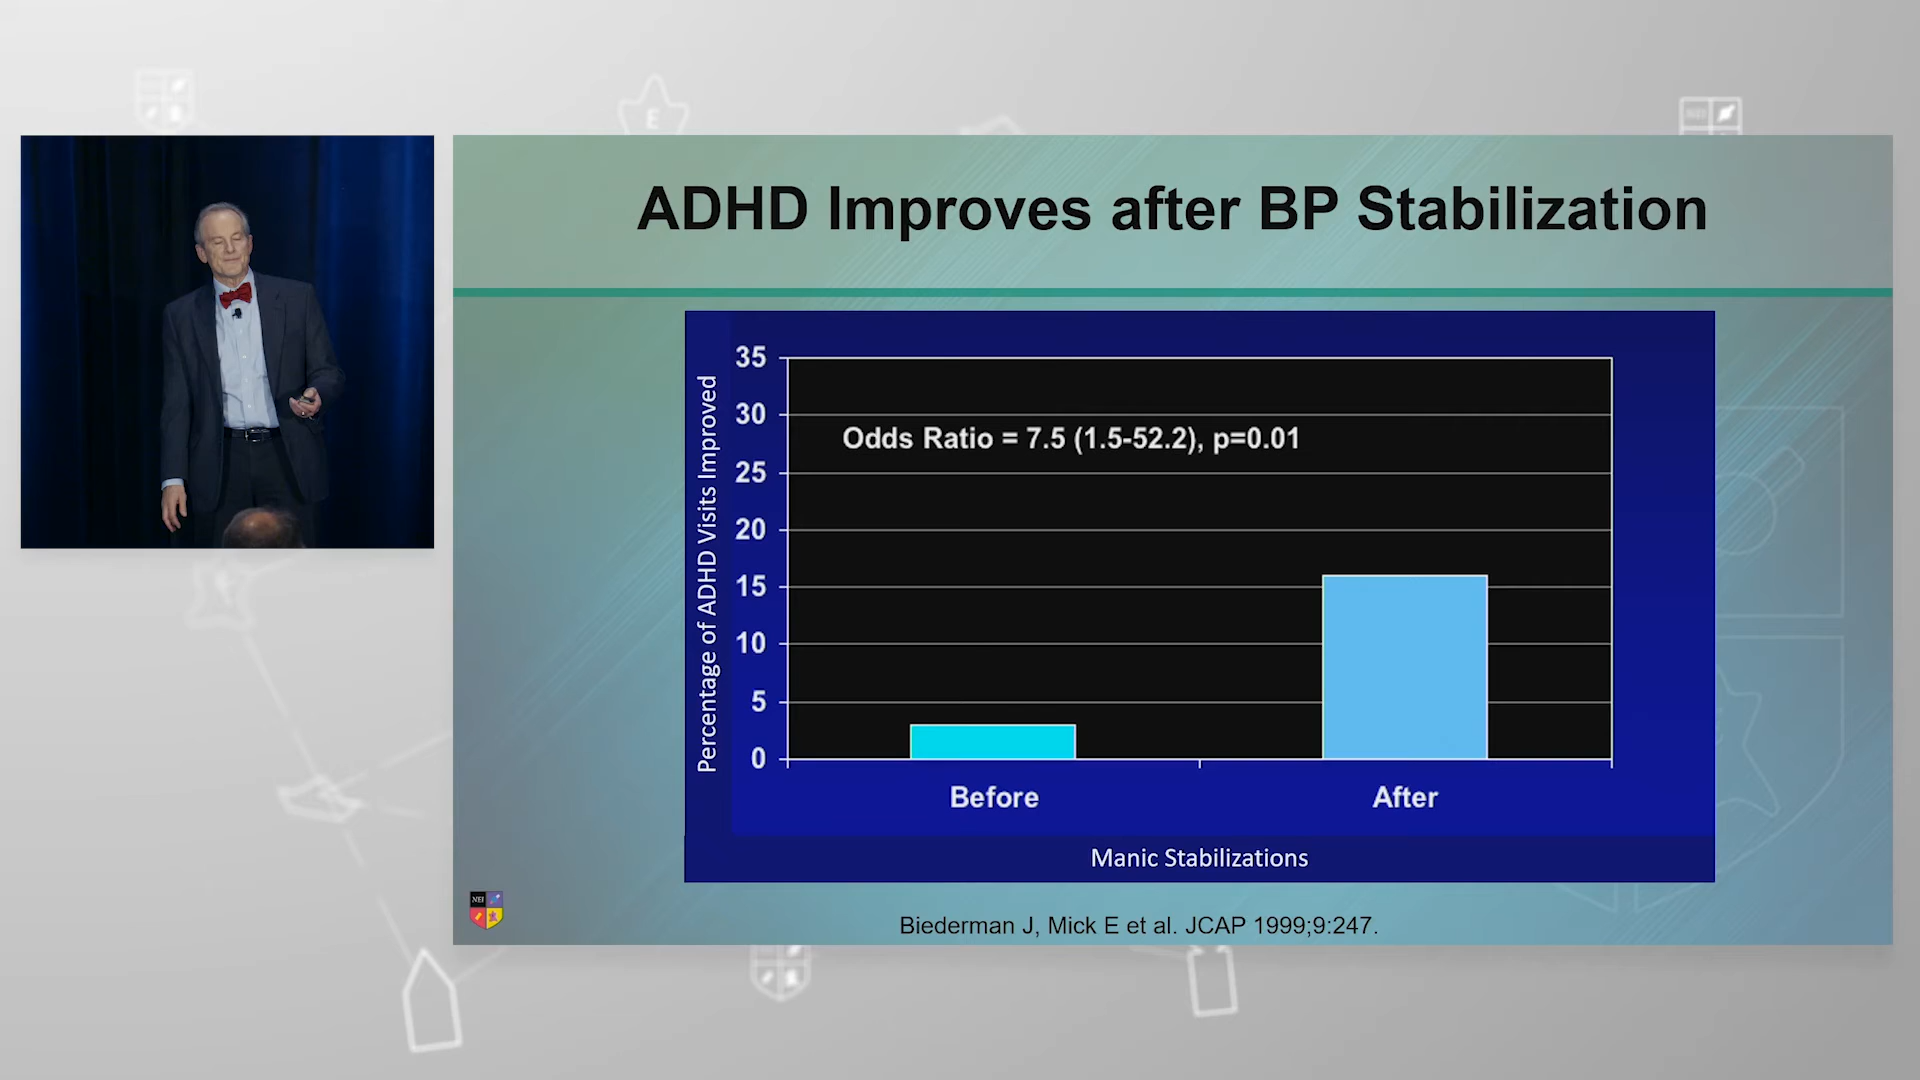 ADHD Improves after BP Stabilization
Percentage of ADHD Visits Improved
35
30
25
20
15
10
5
0
Odds Ratio = 7.5 (1.5-52.2), p=0.01
Before
After
Manic Stabilizations
NEI
Biederman J, Mick E et al. JCAP 1999;9:247.
E
NEI